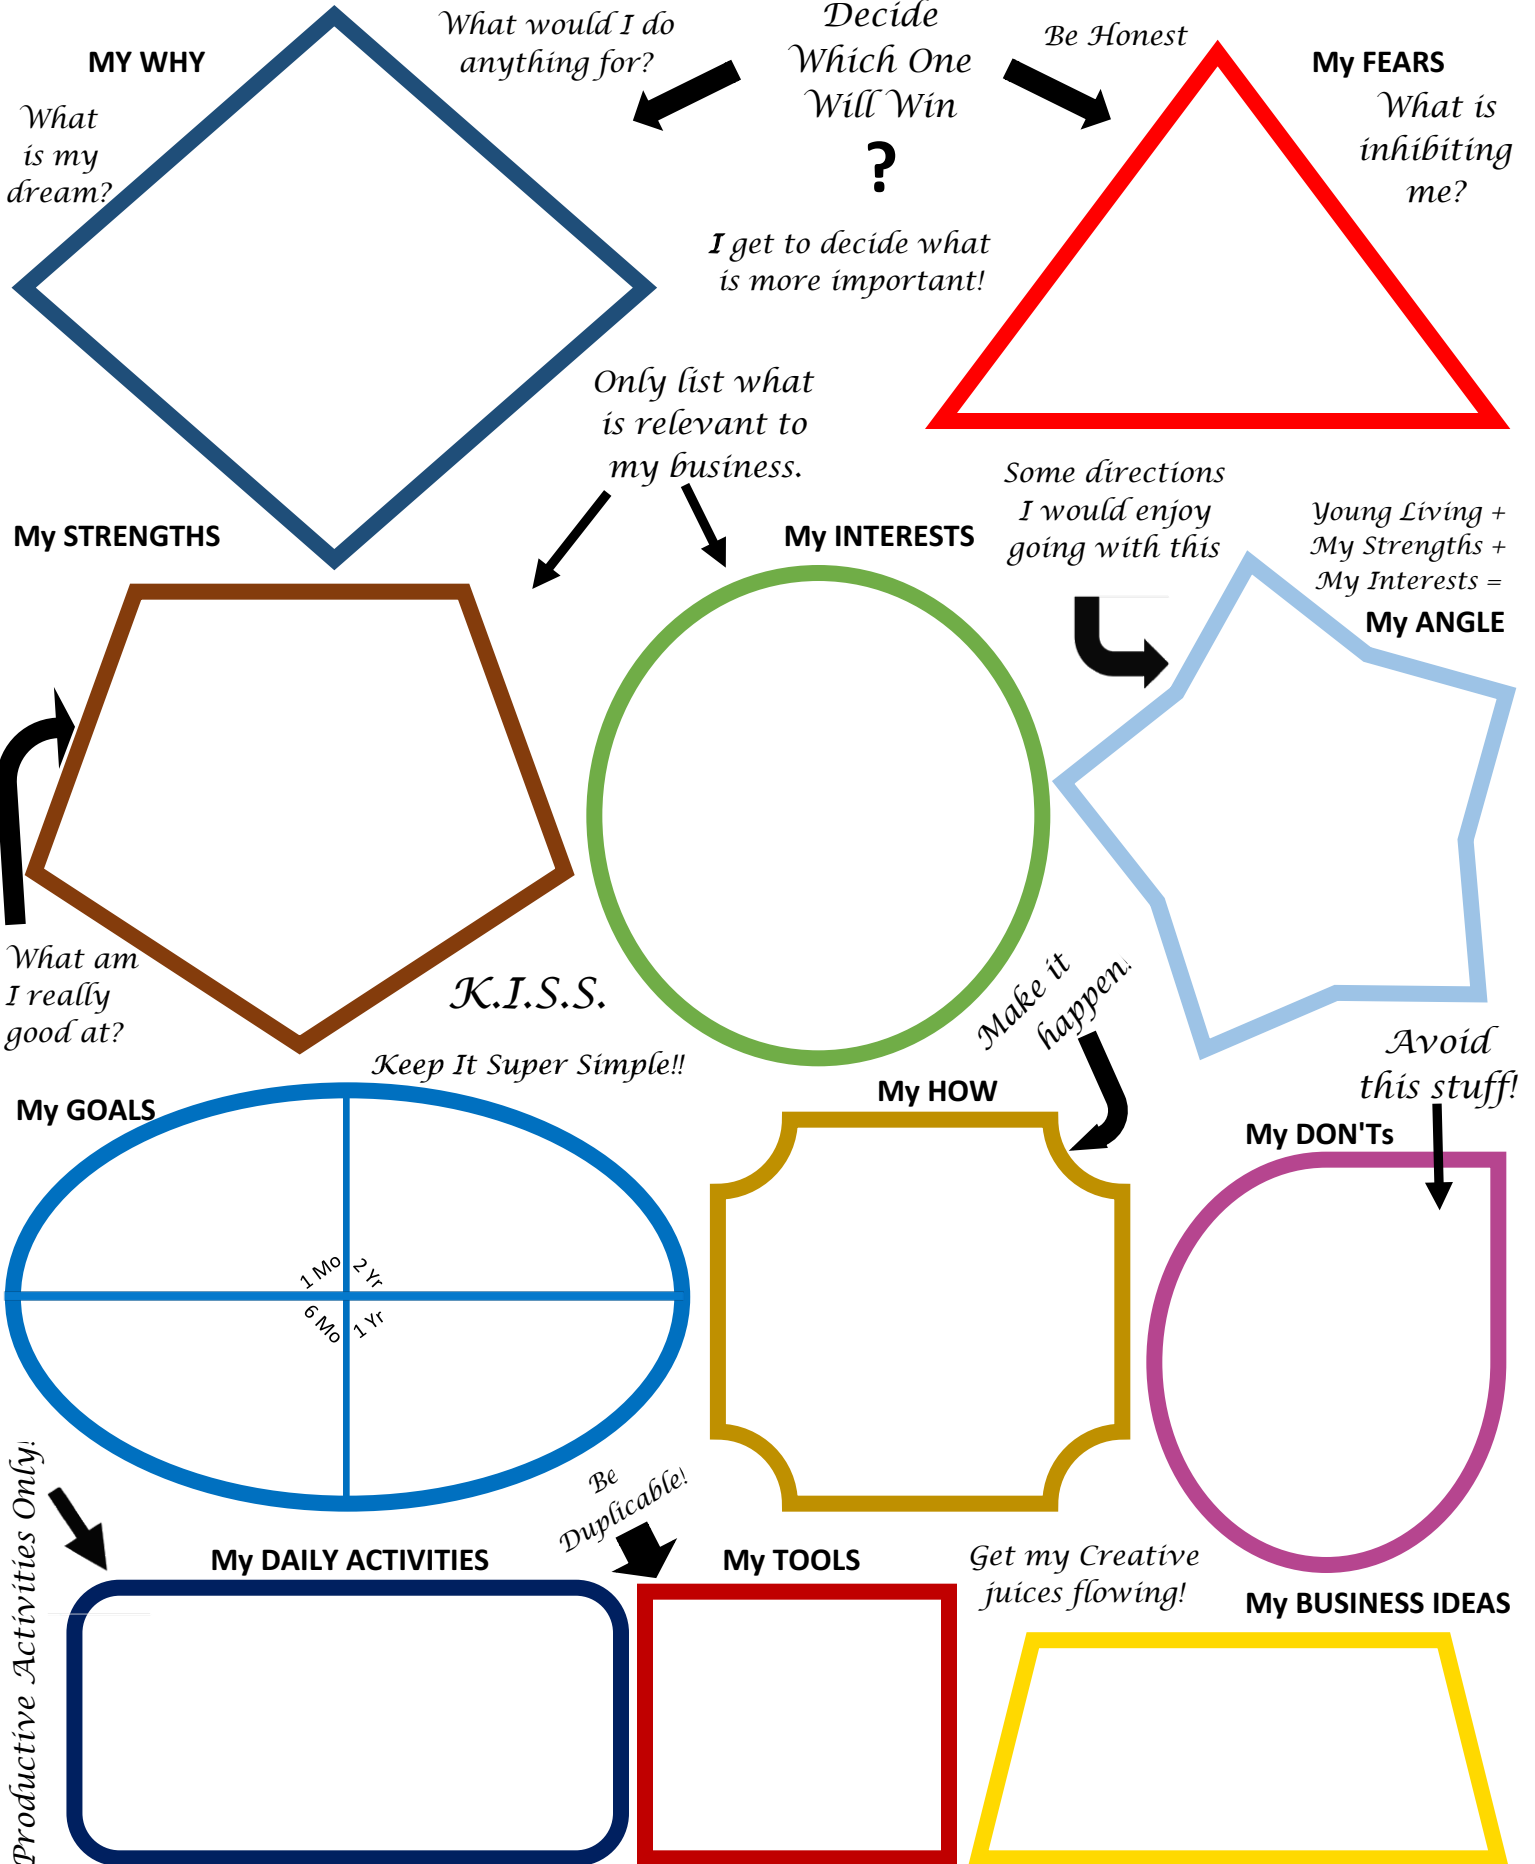 MY WHY
What
is my
dream?
What would I do
anything for?
Decide
Which One
Will Win
?
I get to decide what
is more important!
Be Honest
My FEARS
What is
inhibiting
me?
Only list what
is relevant to
my business.
My STRENGTHS
What am
I really
good at?
My INTERESTS
Some directions
I would enjoy
going with this
Young Living +
My Strengths +
My Interests =
My ANGLE
K.I.S.S.
Keep It Super Simple!!
My GOALS
1 Mo
2 Yr
6 Mo
1 Yr
Make it
happen!
My HOW
Avoid
this stuff!
My DON'Ts
Productive Activities Only!
My DAILY ACTIVITIES
Be
Duplicable!
My TOOLS
Get my Creative
juices flowing!
My BUSINESS IDEAS